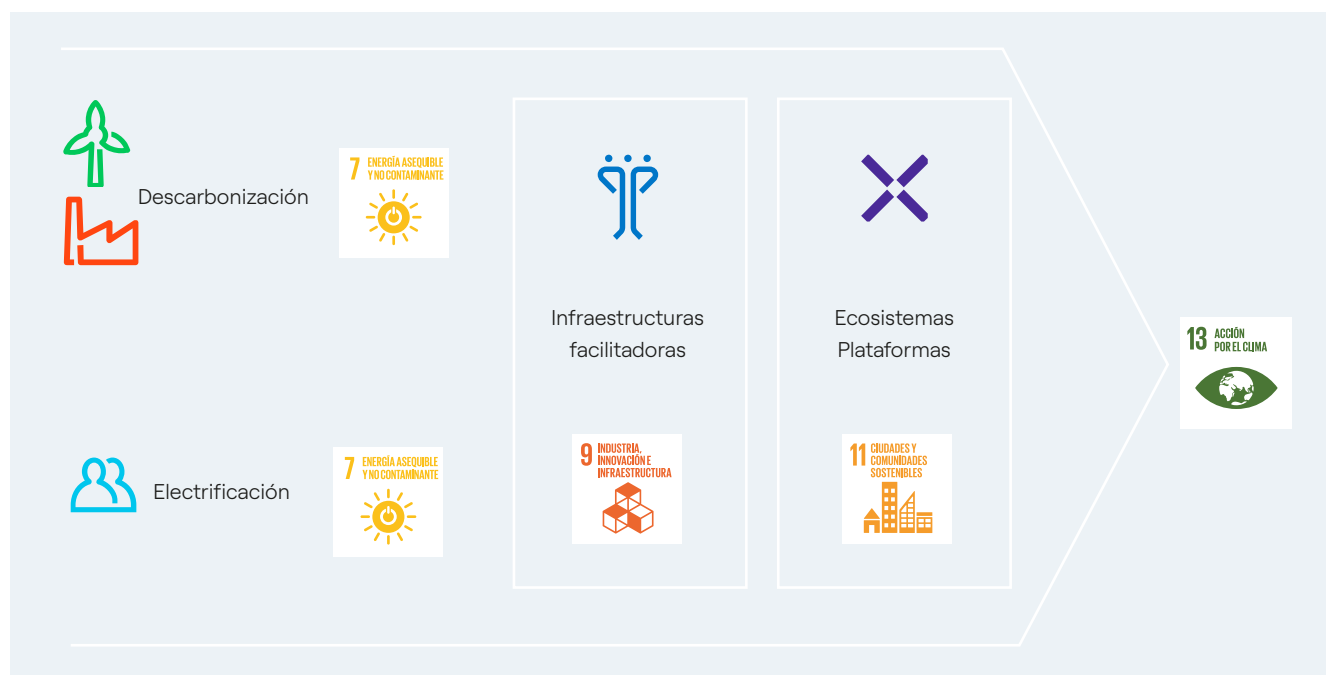 Descarbonización
7 ENERGÍA ASEQUIBLE
Y NO CONTAMINANTE
Electrificación
7 ENERGÍA ASEQUIBLE
Y NO CONTAMINANTE
Infraestructuras
facilitadoras
9 INDUSTRIA,
INNOVACIÓN E
INFRAESTRUCTURA
Ecosistemas
Plataformas
11 CIUDADES Y
COMUNIDADES
SOSTENIBLES
13 ACCIÓN
POR EL CLIMA